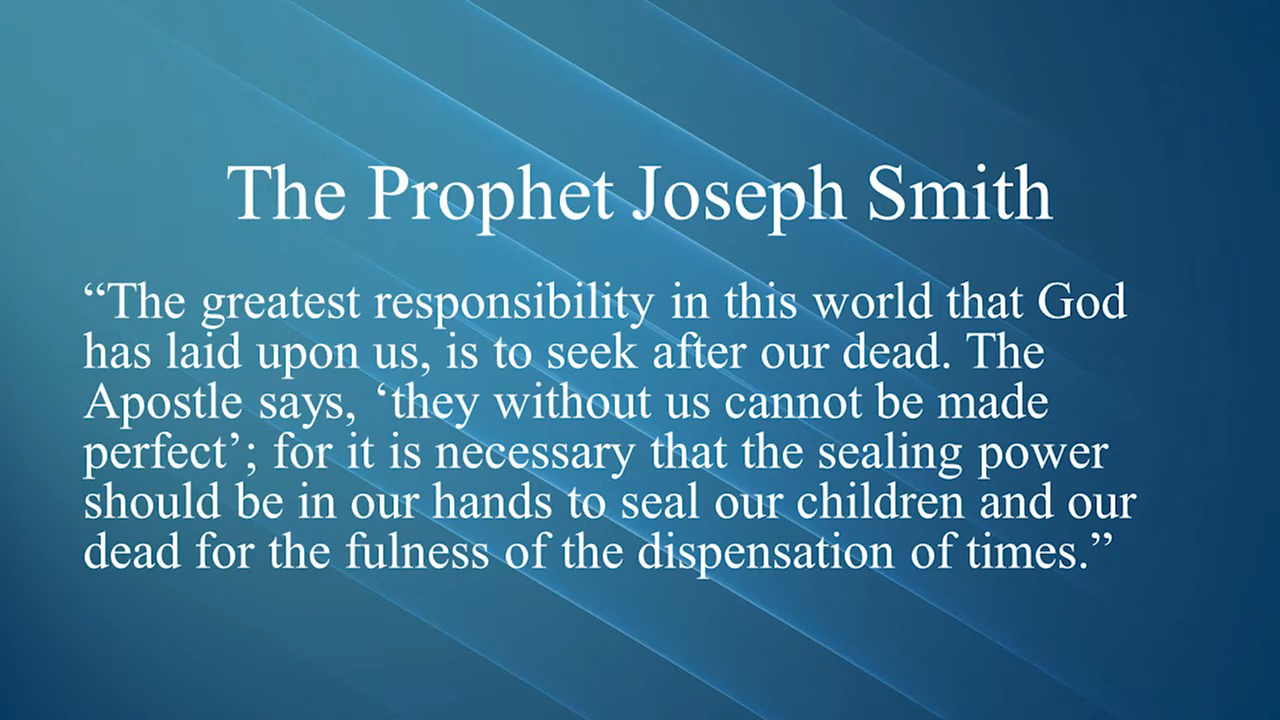 The Prophet Joseph Smith
“The greatest responsibility in this world that God
has laid upon us, is to seek after our dead. The
Apostle says, ‘they without us cannot be made
perfect’; for it is necessary that the sealing power
should be in our hands to seal our children and our
dead for the fulness of the dispensation of times.”